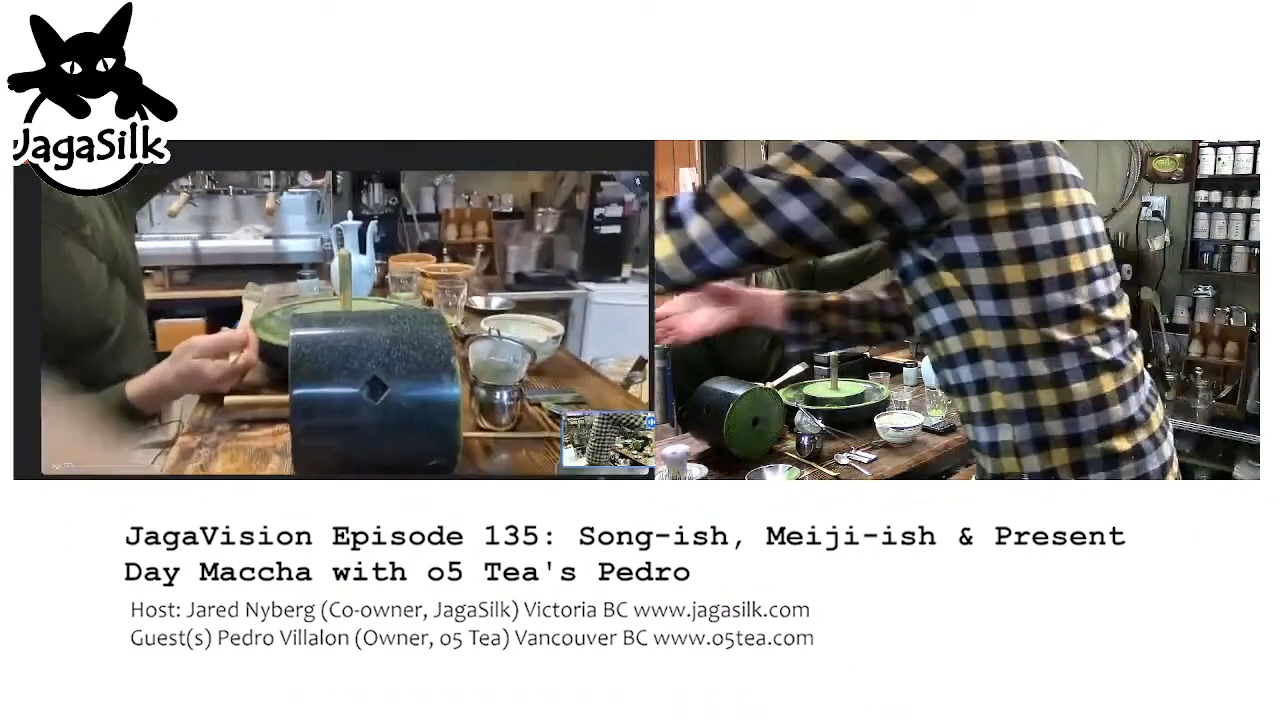 JagaSilk
JagaVision Episode 135: Song-ish, Meiji-ish & Present
Day Maccha with o5 Tea's Pedro
Host: Jared Nyberg (Co-owner, JagaSilk) Victoria BC www.jagasilk.com
Guest(s) Pedro Villalon (Owner, o5 Tea) Vancouver BC www.o5tea.com